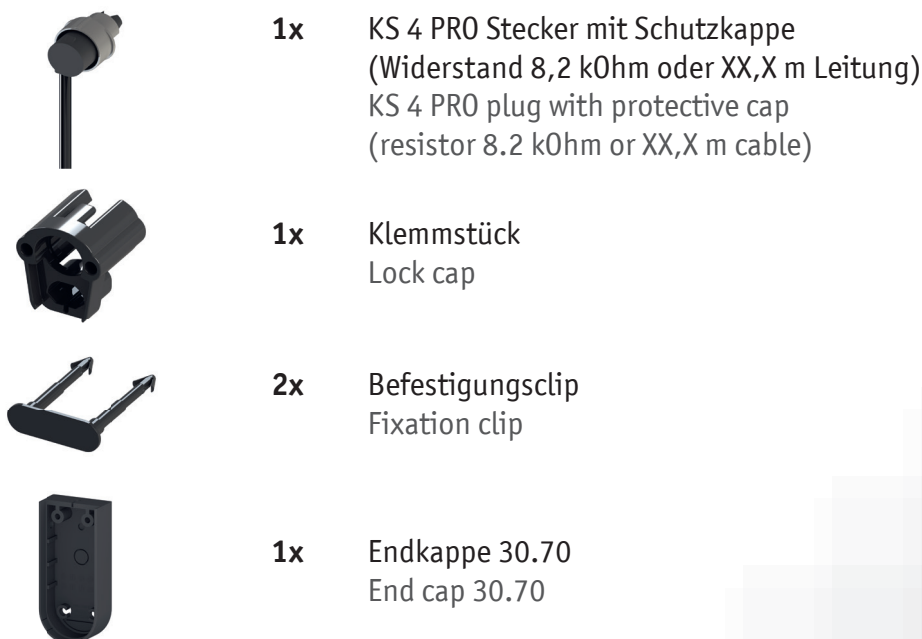 1x KS 4 PRO Stecker mit Schutzkappe
(Widerstand 8,2 kOhm oder XX,X m Leitung)
KS 4 PRO plug with protective cap
(resistor 8.2 kOhm or XX,X m cable)
1x Klemmstück
Lock cap
2x Befestigungsclip
Fixation clip
1x Endkappe 30.70
End cap 30.70